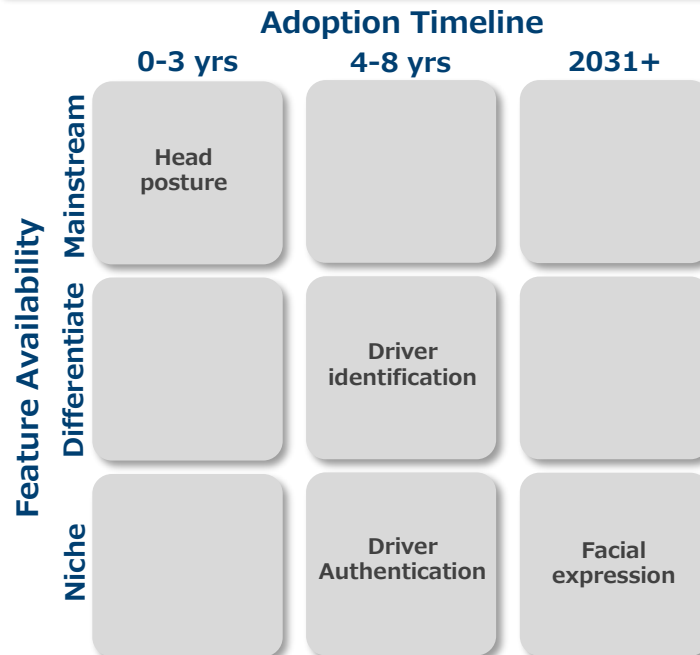 Adoption Timeline
0-3 yrs 4-8 yrs 2031+
Feature Availability
Mainstream
Head
posture
Differentiate
Driver
identification
Niche
Driver
Authentication
Facial
expression